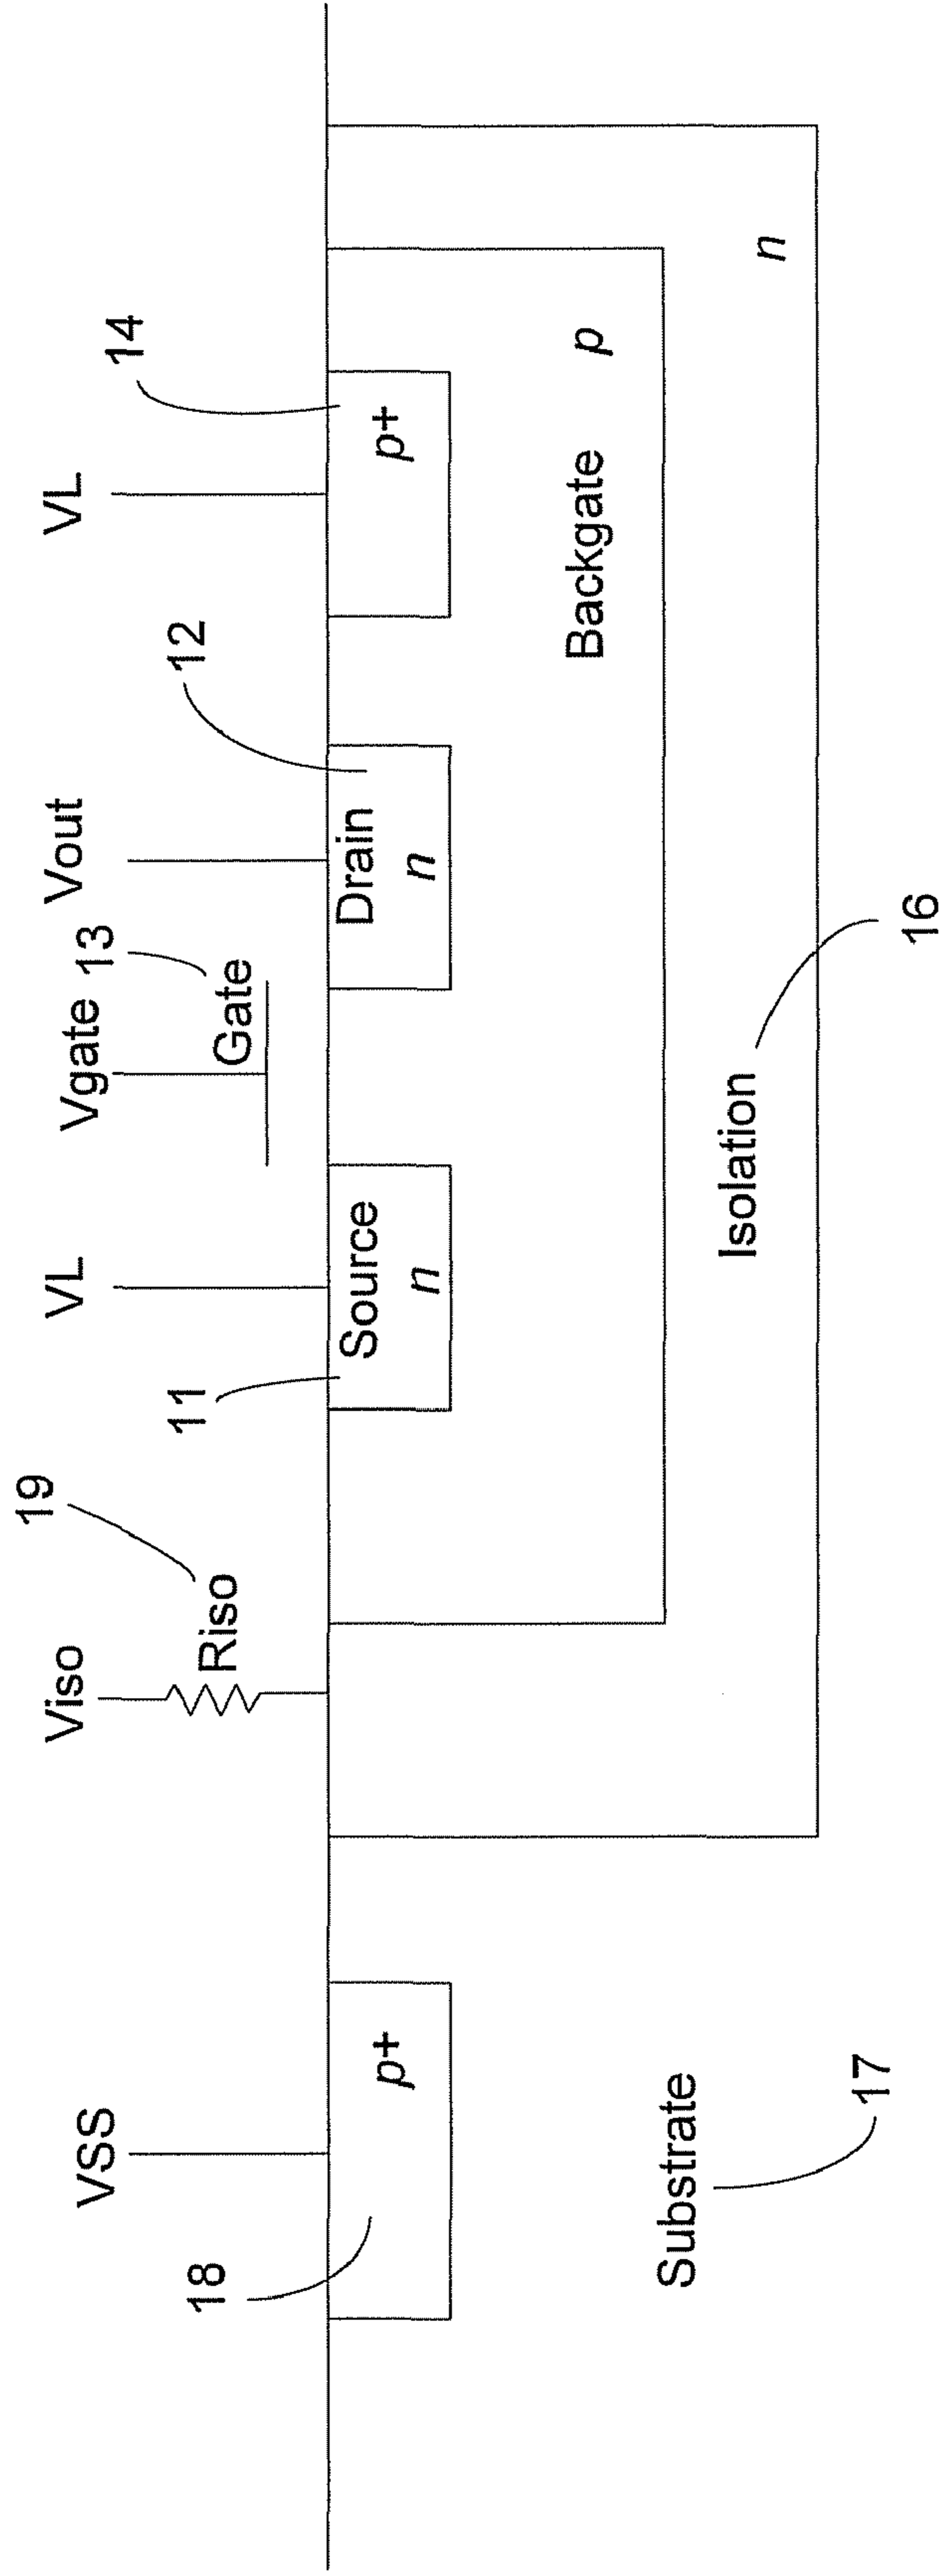 VSS
18
p+
Substrate
17
Viso
19
Riso
VL
11
Source
n
Vgate
13
Gate
Vout
12
Drain
n
VL
14
p+
Backgate
p
Isolation
16
n